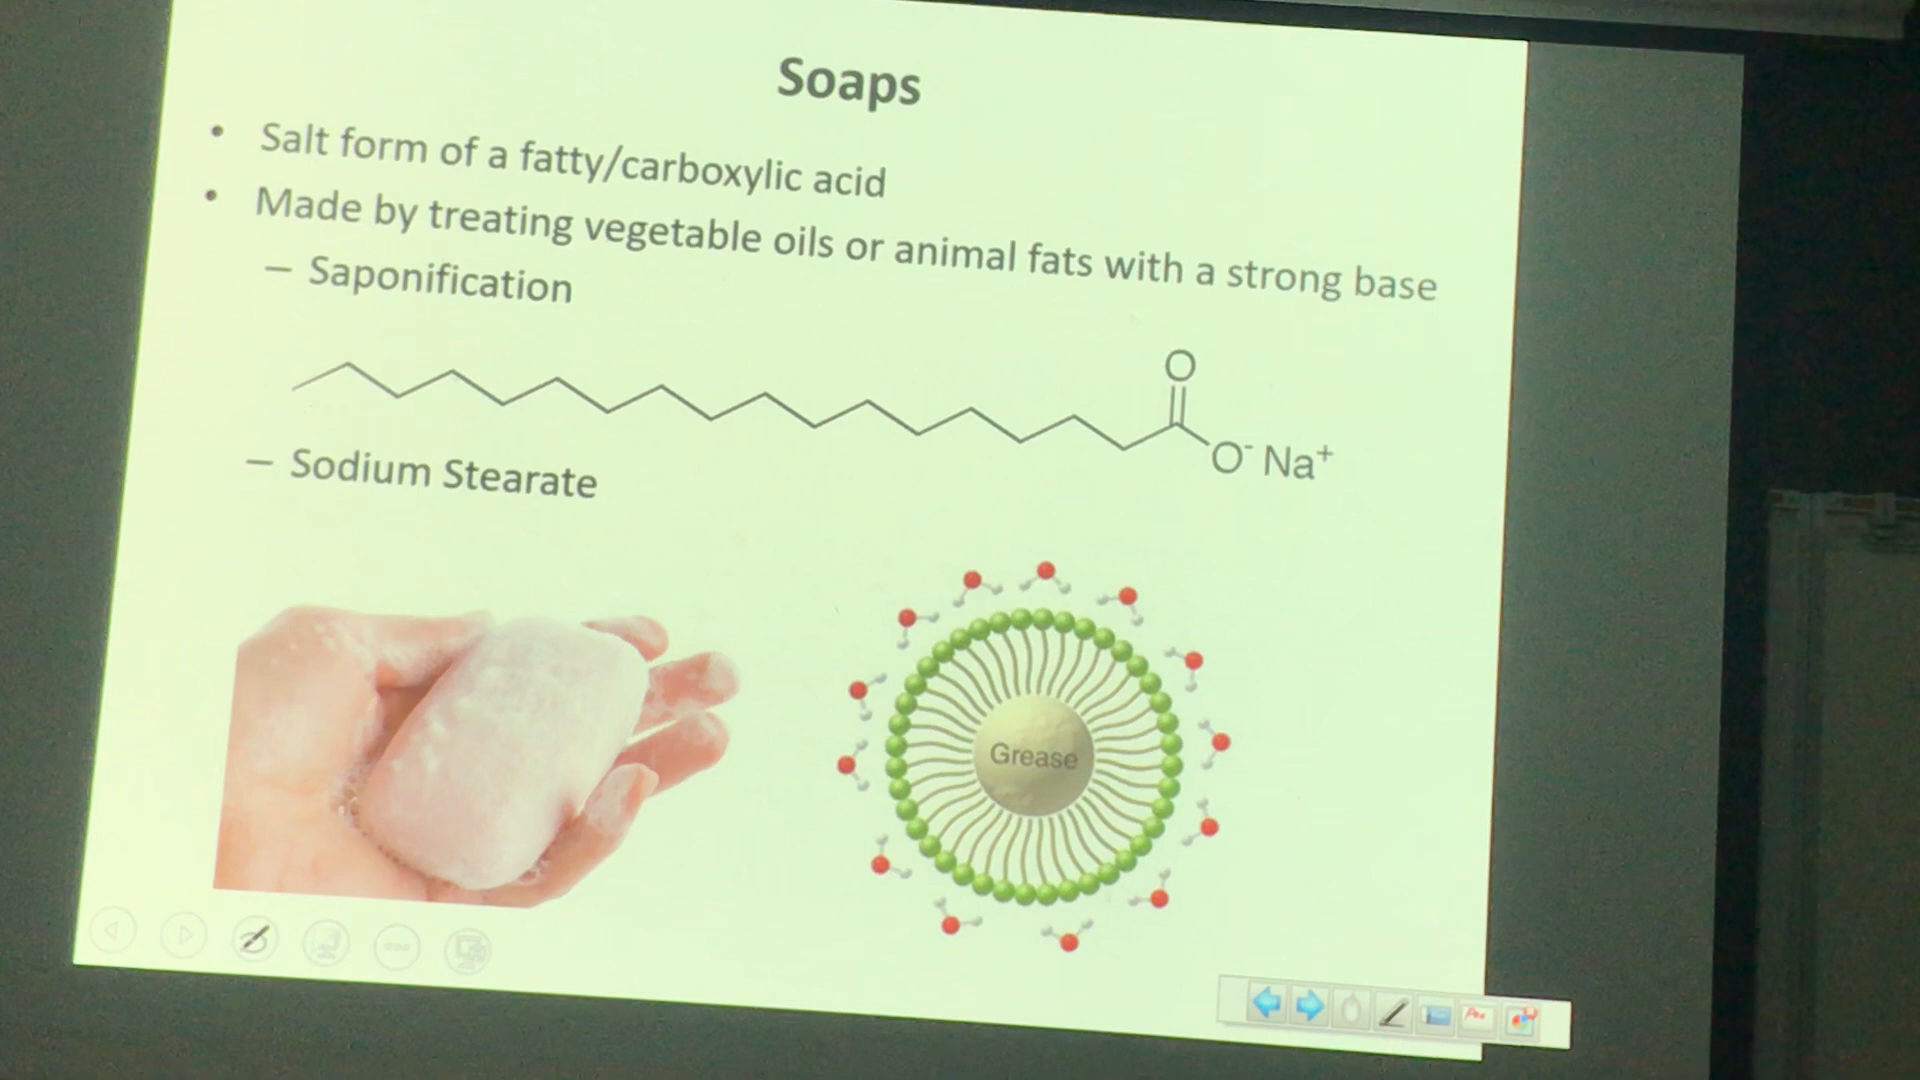 Soaps
• Salt form of a fatty/carboxylic acid
• Made by treating vegetable oils or animal fats with a strong base
– Saponification
O
O⁻ Na⁺
– Sodium Stearate
Grease